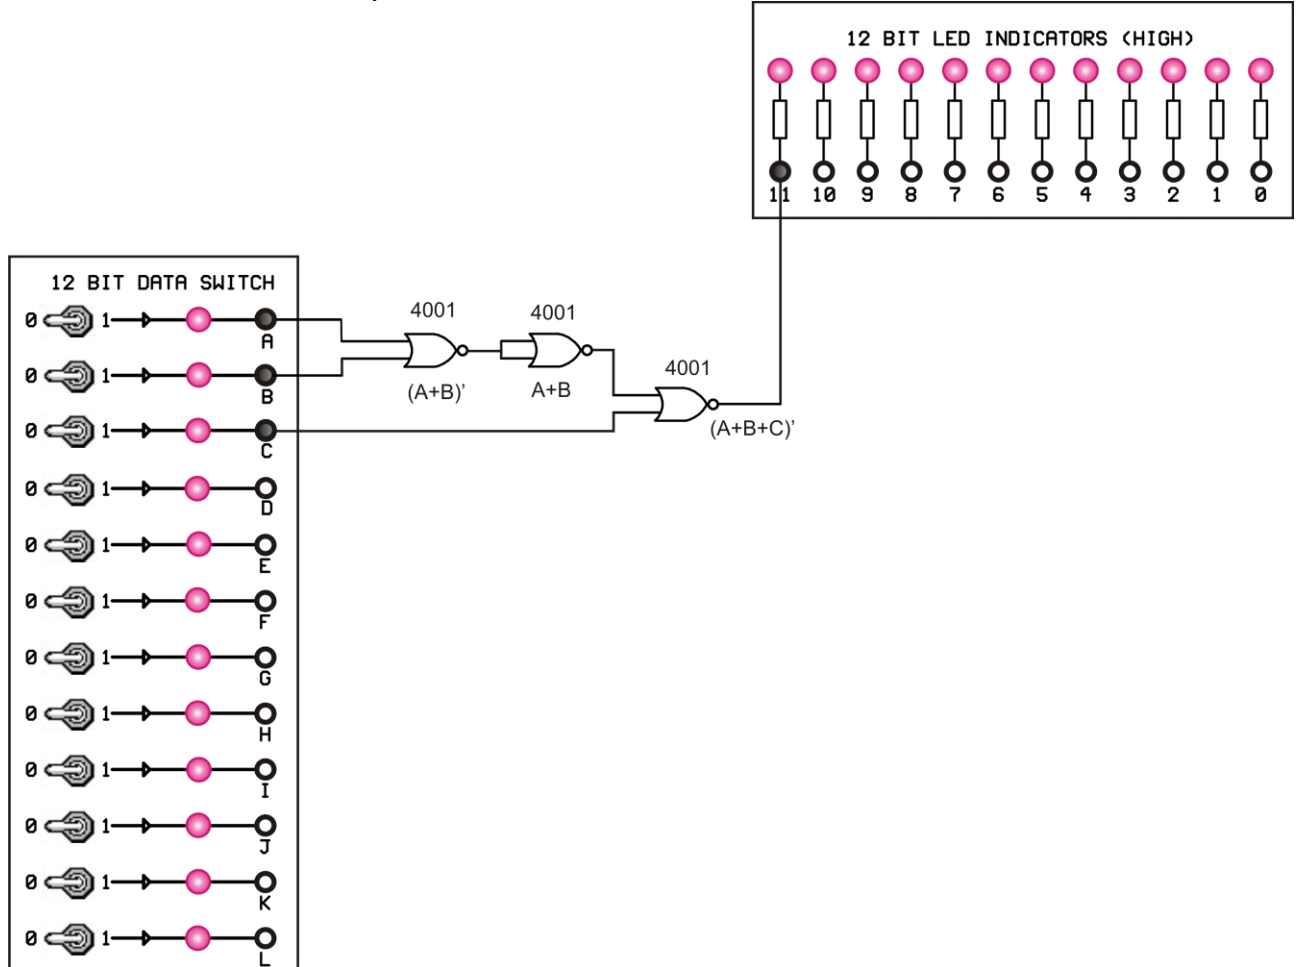 12 BIT LED INDICATORS (HIGH)
11 10 9 8 7 6 5 4 3 2 1 0
12 BIT DATA SWITCH
0 1 A
0 1 B
0 1 C
0 1 D
0 1 E
0 1 F
0 1 G
0 1 H
0 1 I
0 1 J
0 1 K
0 1 L
4001
(A+B)’
4001
A+B
4001
(A+B+C)’